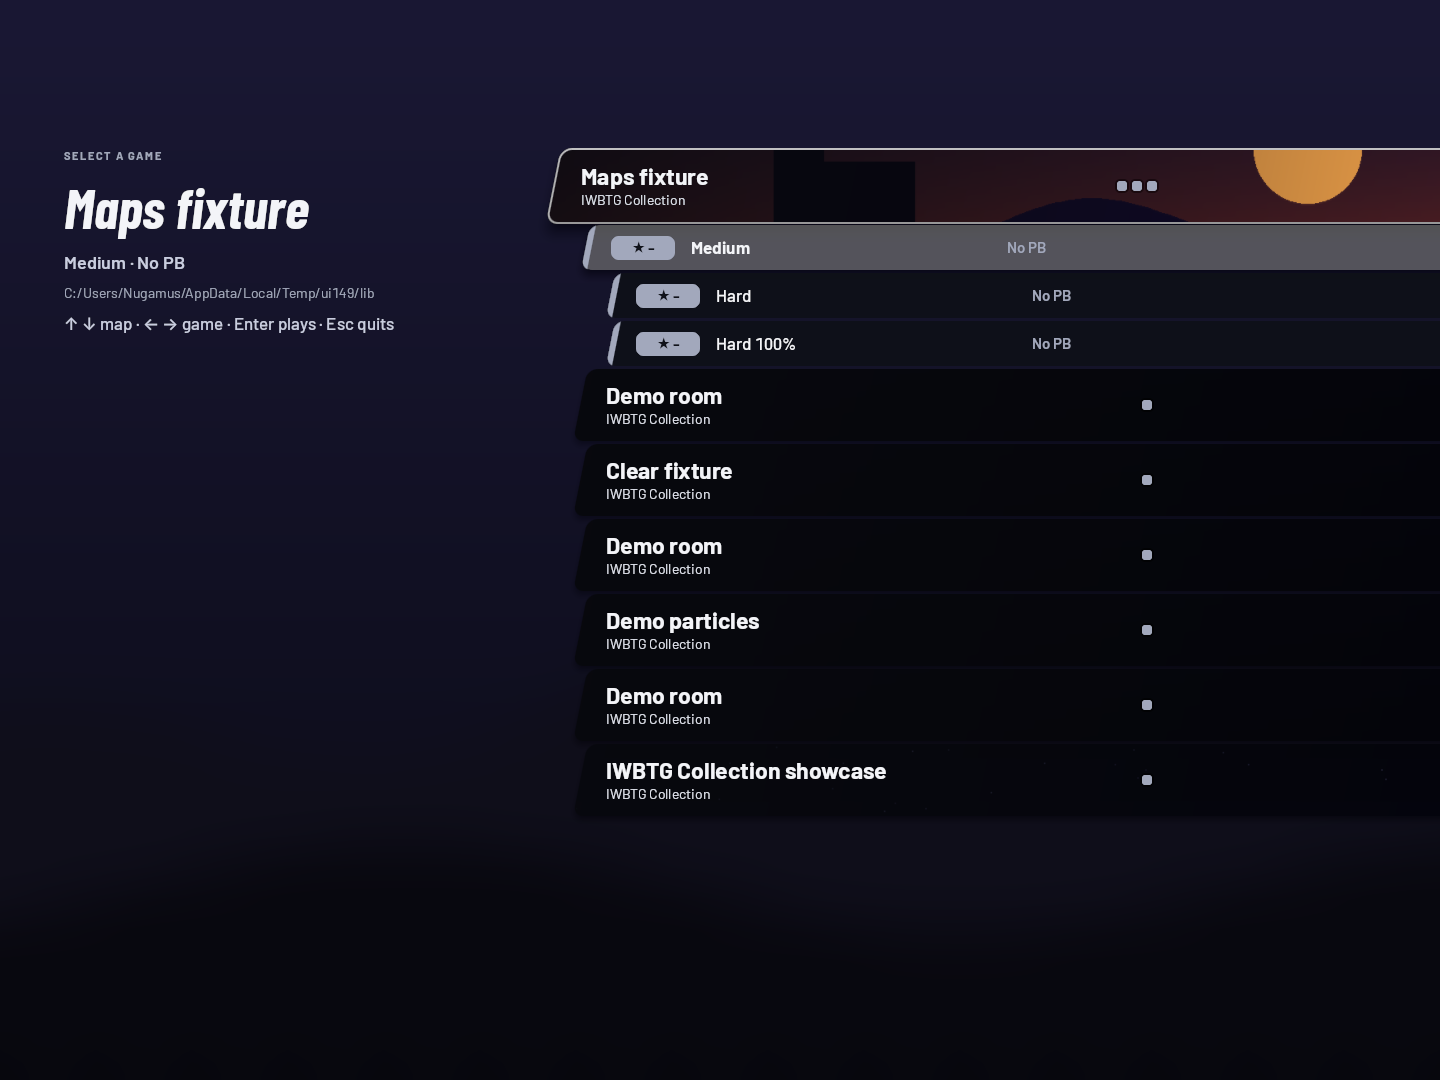 SELECT A GAME
Maps fixture
Medium · No PB
C:/Users/Nugamus/AppData/Local/Temp/ui149/lib
↑ ↓ map · ← → game · Enter plays · Esc quits
Maps fixture
IWBTG Collection
★ – Medium No PB
★ – Hard No PB
★ – Hard 100% No PB
Demo room
IWBTG Collection
Clear fixture
IWBTG Collection
Demo room
IWBTG Collection
Demo particles
IWBTG Collection
Demo room
IWBTG Collection
IWBTG Collection showcase
IWBTG Collection